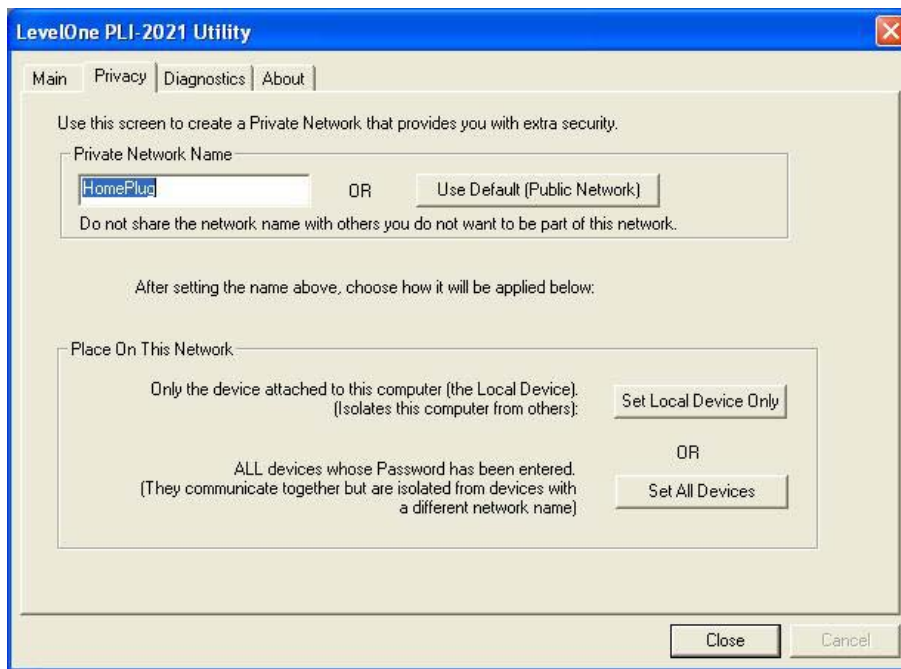 LevelOne PLI-2021 Utility
Main Privacy Diagnostics About
Use this screen to create a Private Network that provides you with extra security.
Private Network Name
HomePlug OR Use Default (Public Network)
Do not share the network name with others you do not want to be part of this network.
After setting the name above, choose how it will be applied below:
Place On This Network
Only the device attached to this computer (the Local Device).
(Isolates this computer from others):
Set Local Device Only
OR
ALL devices whose Password has been entered.
(They communicate together but are isolated from devices with
a different network name)
Set All Devices
Close Cancel